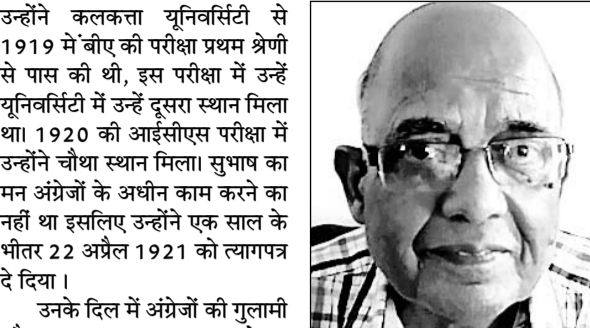 उन्होंने कलकत्ता यूनिवर्सिटी से
1919 में बीए की परीक्षा प्रथम श्रेणी
से पास की थी, इस परीक्षा में उन्हें
यूनिवर्सिटी में उन्हें दूसरा स्थान मिला
था। 1920 की आईसीएस परीक्षा में
उन्होंने चौथा स्थान मिला। सुभाष का
मन अंग्रेजों के अधीन काम करने का
नहीं था इसलिए उन्होंने एक साल के
भीतर 22 अप्रैल 1921 को त्यागपत्र
दे दिया ।
उनके दिल में अंग्रेजों की गुलामी